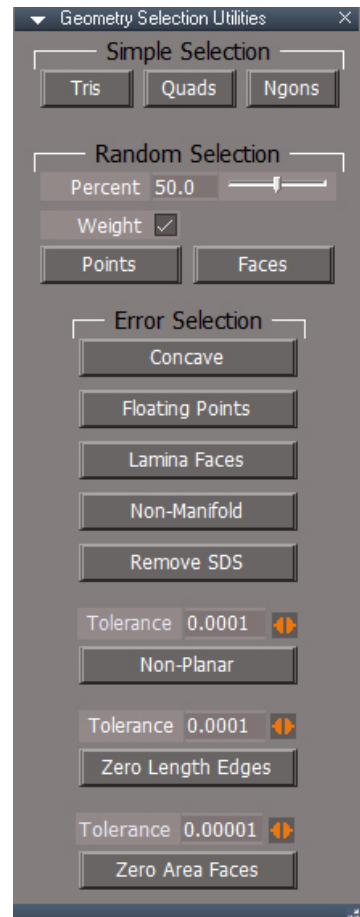 Geometry Selection Utilities
Simple Selection
Tris Quads Ngons
Random Selection
Percent 50.0
Weight
Points Faces
Error Selection
Concave
Floating Points
Lamina Faces
Non-Manifold
Remove SDS
Tolerance 0.0001
Non-Planar
Tolerance 0.0001
Zero Length Edges
Tolerance 0.00001
Zero Area Faces